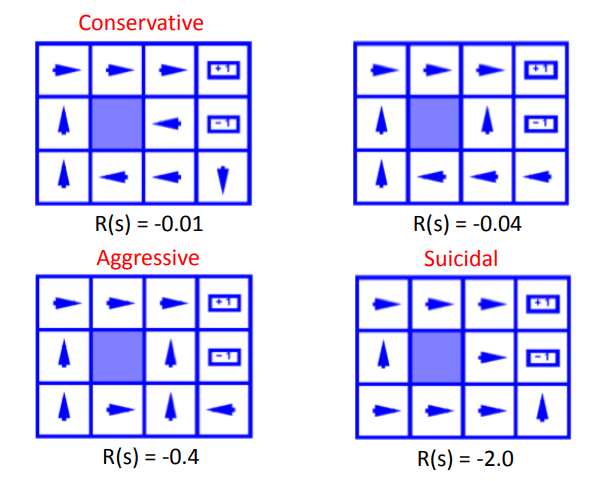 Conservative
+1
+1
-1
-1
R(s) = -0.01
R(s) = -0.04
Aggressive
Suicidal
+1
+1
-1
-1
R(s) = -0.4
R(s) = -2.0